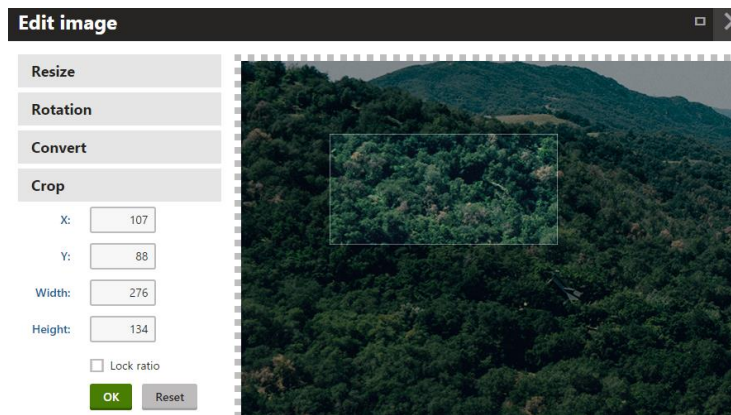 Edit image
Resize
Rotation
Convert
Crop
X: 107
Y: 88
Width: 276
Height: 134
Lock ratio
OK Reset